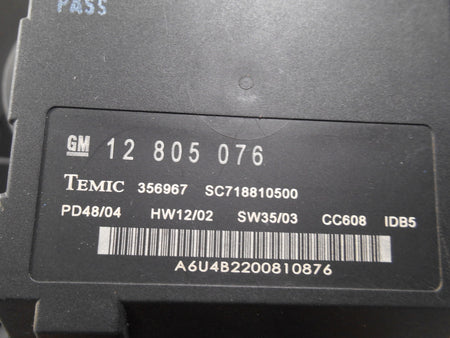 PASS
GM 12 805 076
TEMIC 356967 SC718810500
PD48/04 HW12/02 SW35/03 CC608 IDB5
A6U4B2200810876